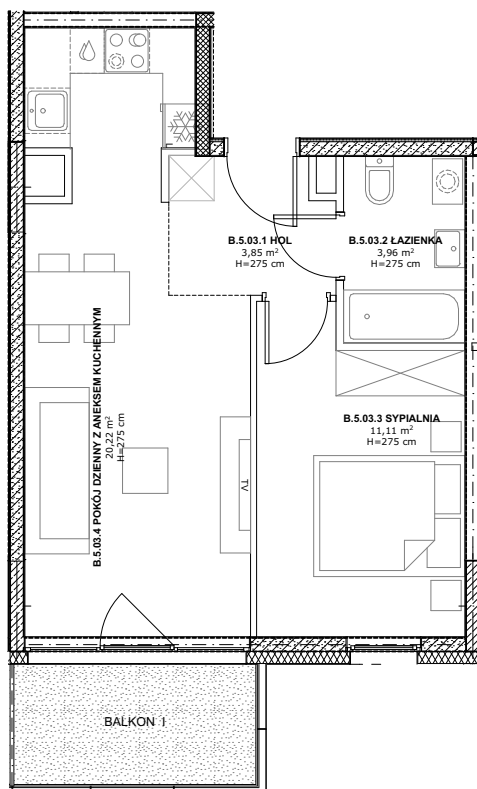 B.5.03.1 HOL
3,85 m²
H=275 cm
B.5.03.2 ŁAZIENKA
3,96 m²
H=275 cm
B.5.03.3 SYPIALNIA
11,11 m²
H=275 cm
B.5.03.4 POKÓJ DZIENNY Z ANEKSEM KUCHENNYM
20,22 m²
H=275 cm
TV
BALKON I